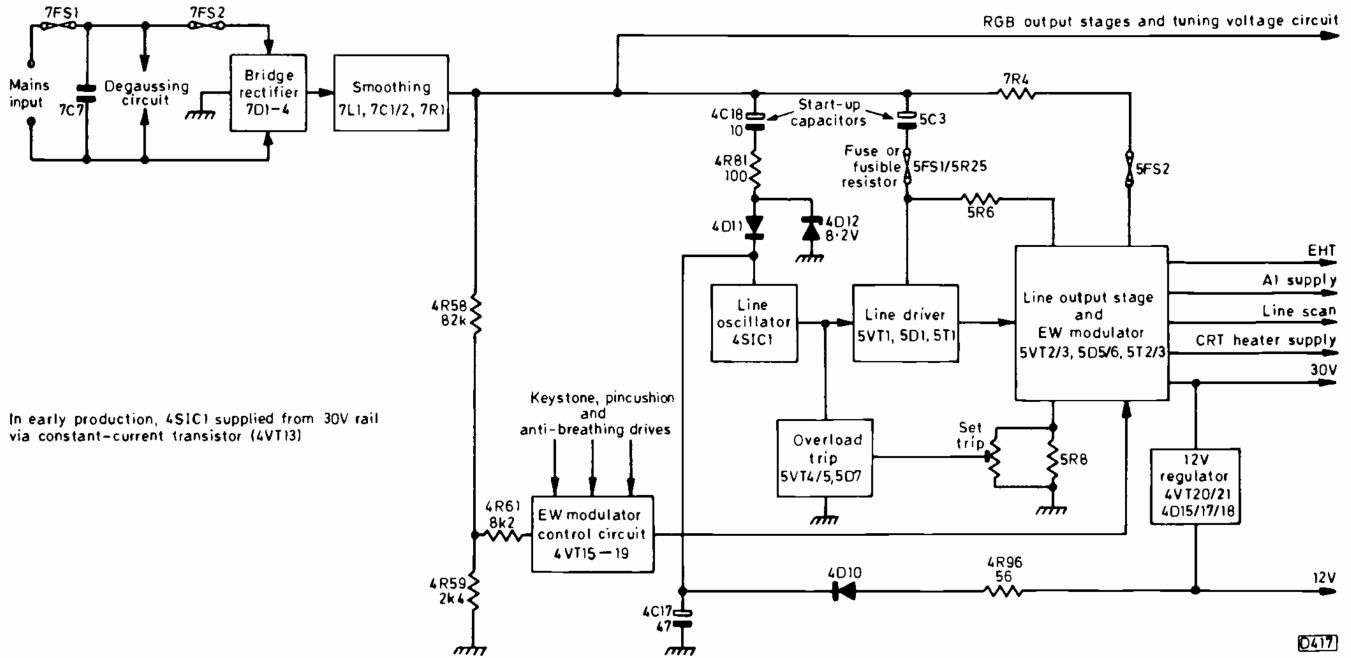 7FS1
7FS2
RGB output stages and tuning voltage circuit
Mains
input
7C7
Degaussing
circuit
Bridge
rectifier
7D1-4
Smoothing
7L1, 7C1/2, 7R1
7R4
4C18
10
Start-up
capacitors
5C3
4R81
100
Fuse or
fusible
resistor
5FS1/5R25
5FS2
4D11
4D12
8·2V
5R6
4R58
82k
Line
oscillator
4SIC1
Line driver
5VT1, 5D1, 5T1
Line output stage
and
EW modulator
5VT2/3, 5D5/6, 5T2/3
EHT
A1 supply
Line scan
CRT heater supply
30V
In early production, 4SIC1 supplied from 30V rail
via constant-current transistor (4VT13)
Keystone, pincushion
and
anti-breathing drives
Overload
trip
5VT4/5, 5D7
Set
trip
5R8
12V
regulator
4VT20/21
4D15/17/18
4R61
8k2
EW modulator
control circuit
4VT15-19
4R59
2k4
4D10
4R96
56
12V
4C17
47
D417